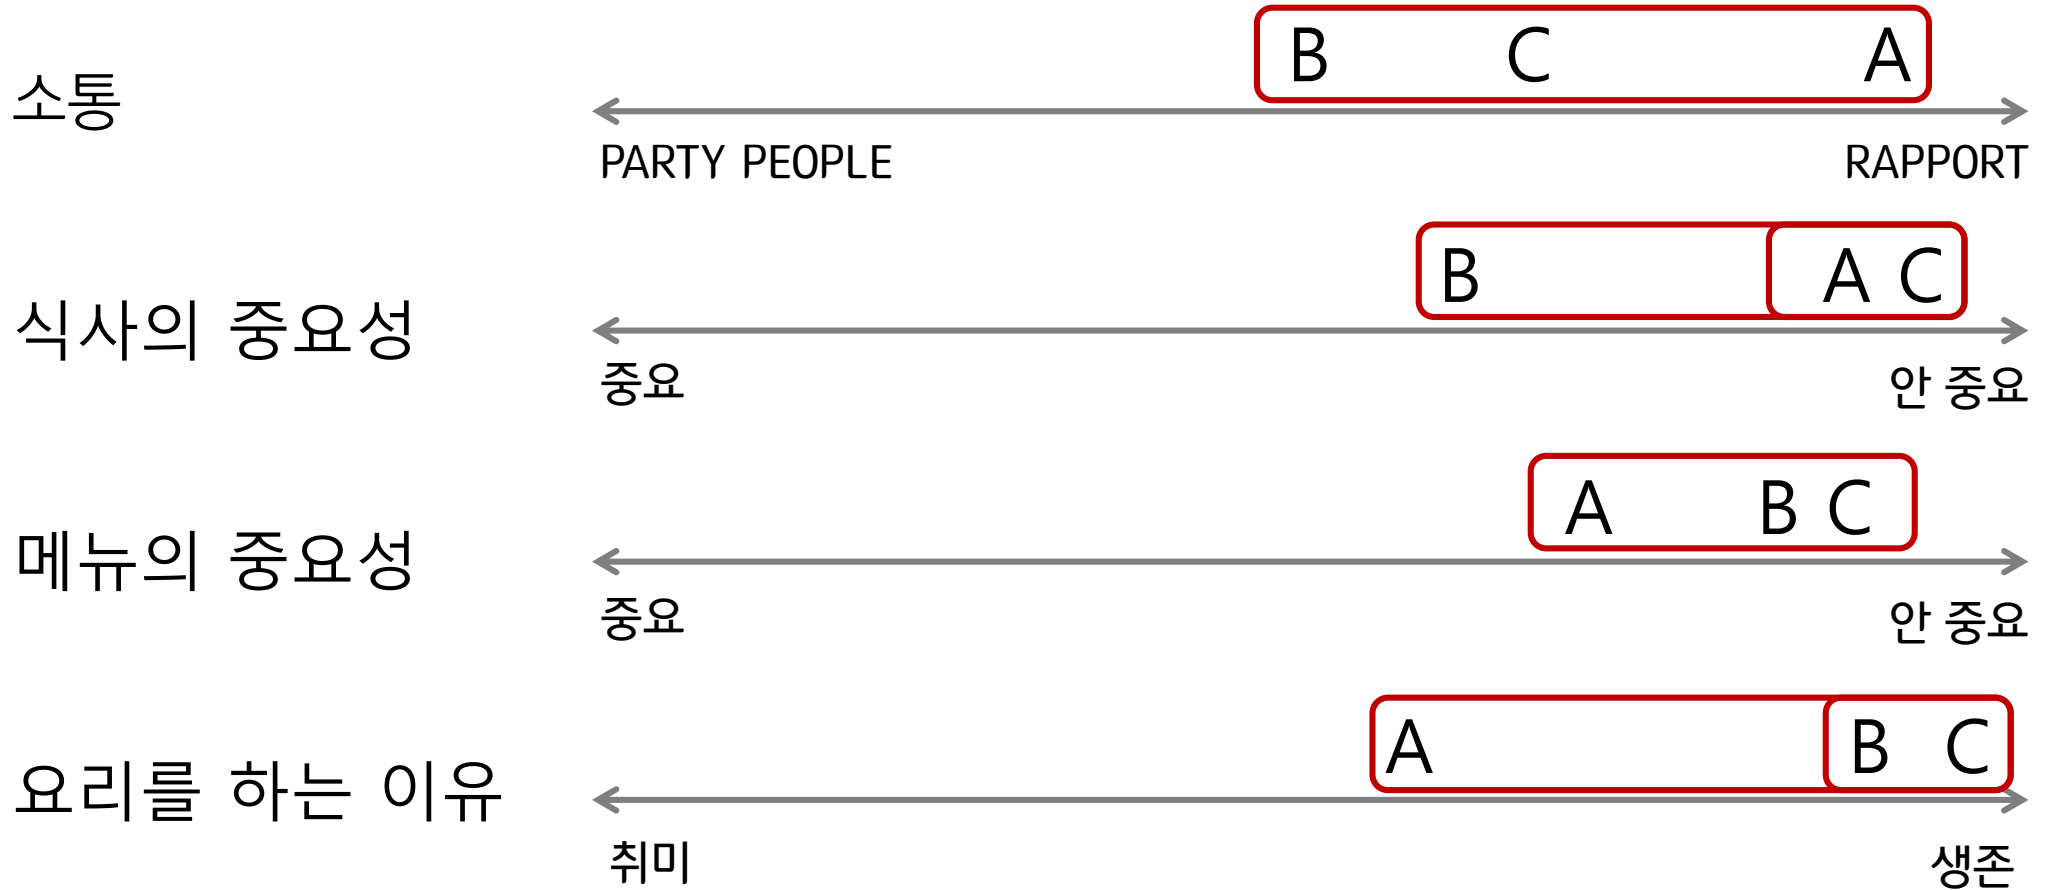 B C A
소통
PARTY PEOPLE RAPPORT
B A C
식사의 중요성
중요 안 중요
A B C
메뉴의 중요성
중요 안 중요
A B C
요리를 하는 이유
취미 생존